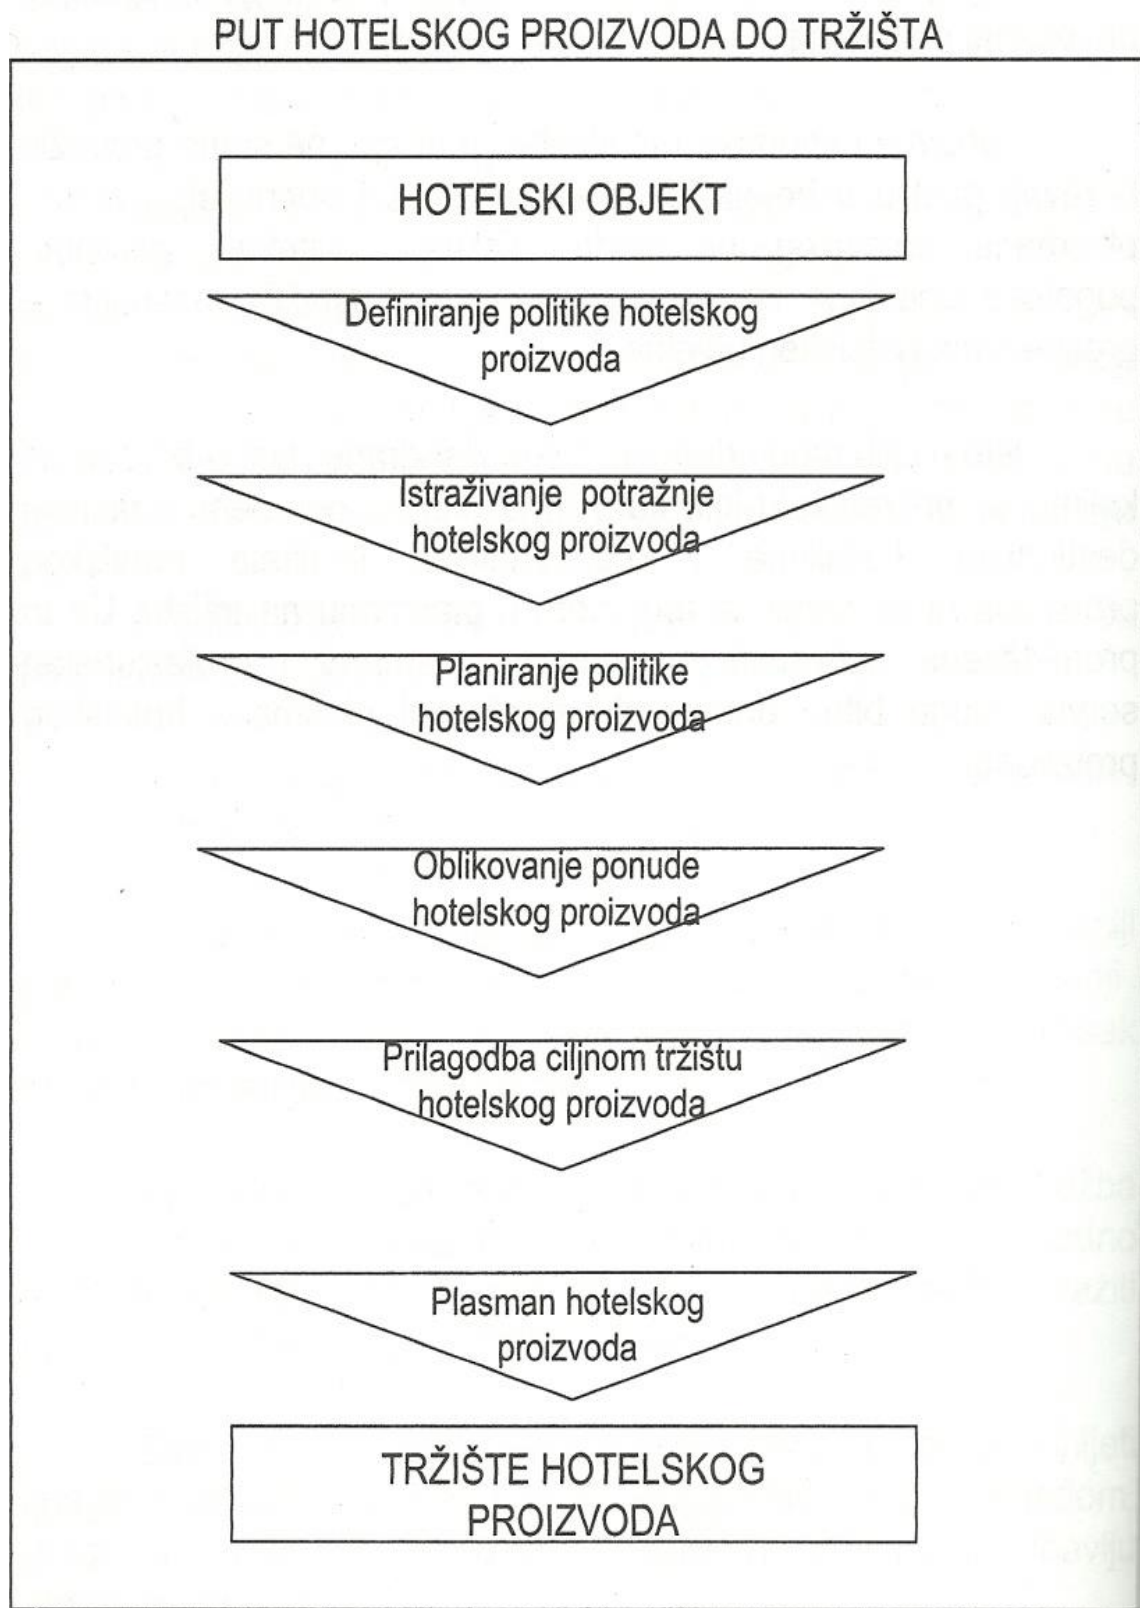 PUT HOTELSKOG PROIZVODA DO TRŽIŠTA
HOTELSKI OBJEKT
Definiranje politike hotelskog
proizvoda
Istraživanje potražnje
hotelskog proizvoda
Planiranje politike
hotelskog proizvoda
Oblikovanje ponude
hotelskog proizvoda
Prilagodba ciljnom tržištu
hotelskog proizvoda
Plasman hotelskog
proizvoda
TRŽIŠTE HOTELSKOG
PROIZVODA